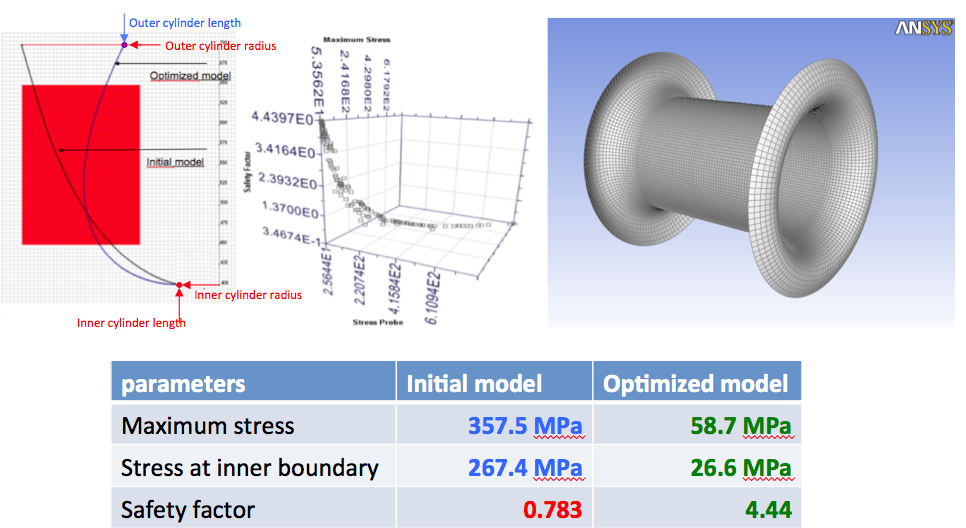 Outer cylinder length
Outer cylinder radius
Optimized model
Initial model
Inner cylinder radius
Inner cylinder length
Maximum Stress
5.3562E1
2.4168E2
4.2980E2
6.1792E2
4.4397E0
3.4164E0
2.3932E0
1.3700E0
3.4674E-1
Safety Factor
2.5644E1
2.2074E2
4.1584E2
6.1094E2
Stress Probe
ANSYS
parameters Initial model Optimized model
Maximum stress 357.5 MPa 58.7 MPa
Stress at inner boundary 267.4 MPa 26.6 MPa
Safety factor 0.783 4.44